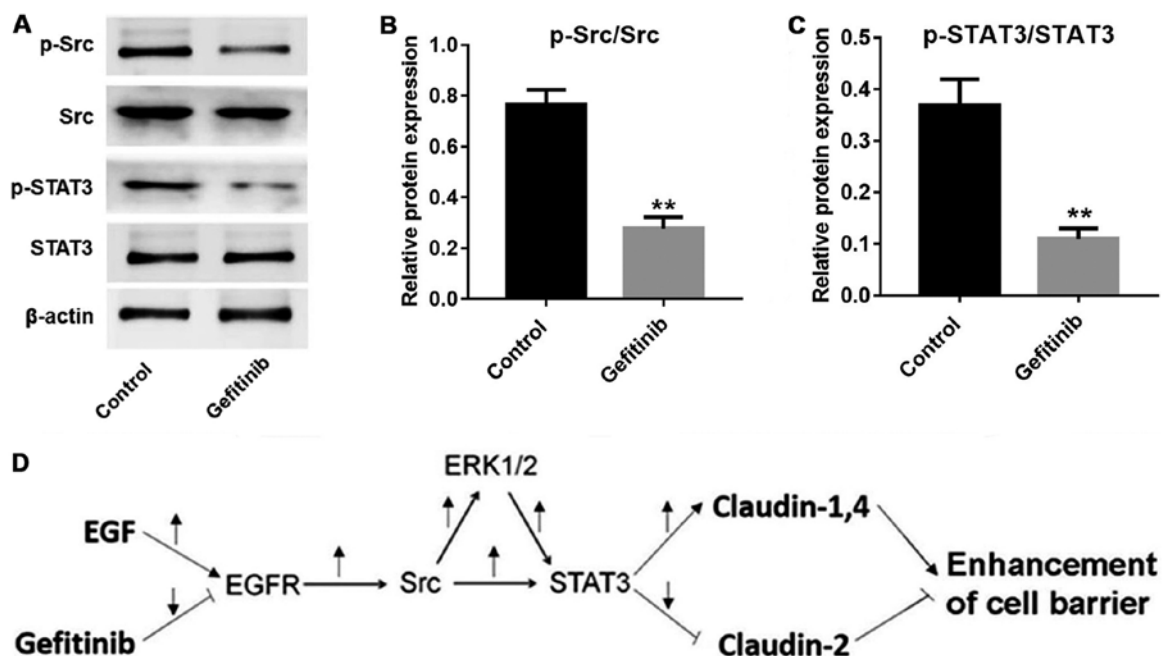 A
p-Src
Src
p-STAT3
STAT3
β-actin
Control
Gefitinib
B
p-Src/Src
Relative protein expression
1.0
0.8
0.6
0.4
0.2
0.0
**
Control
Gefitinib
C
p-STAT3/STAT3
Relative protein expression
0.5
0.4
0.3
0.2
0.1
0.0
**
Control
Gefitinib
D
EGF
Gefitinib
EGFR
Src
ERK1/2
STAT3
Claudin-1,4
Claudin-2
Enhancement
of cell barrier